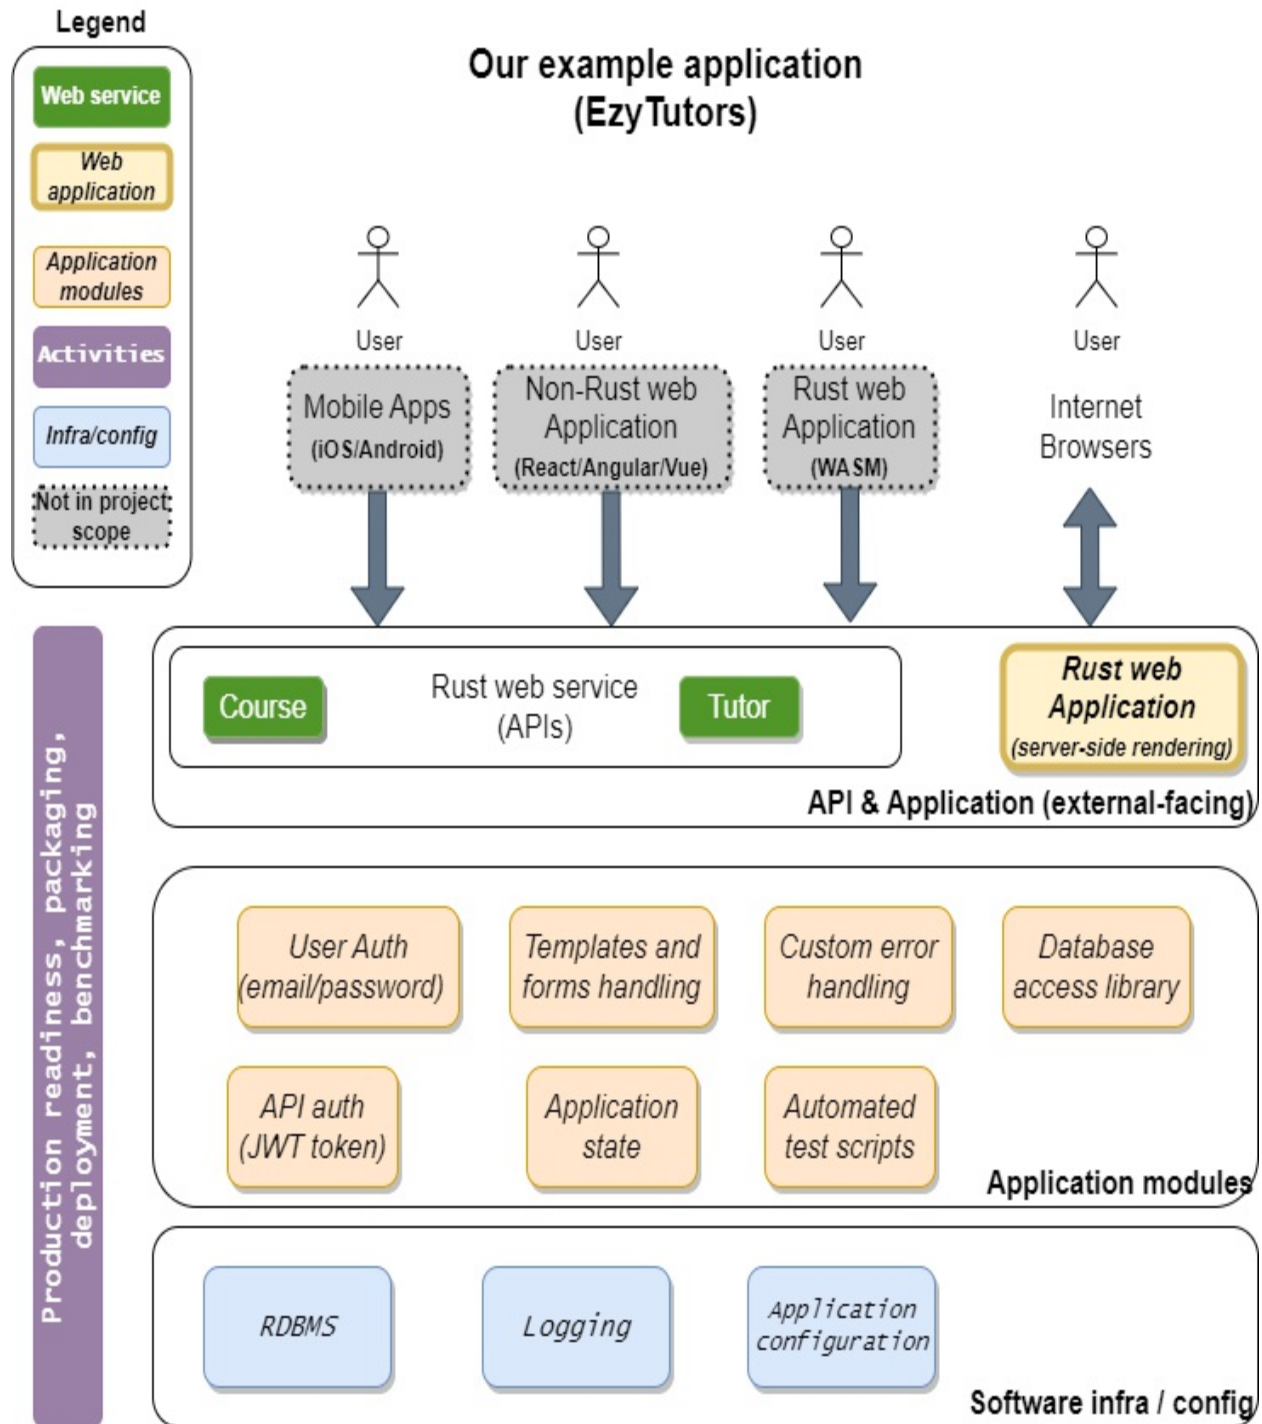 Legend
Web service
Web
application
Application
modules
Activities
Infra/config
Not in project
scope
Our example application
(EzyTutors)
User
User
User
User
Mobile Apps
(iOS/Android)
Non-Rust web
Application
(React/Angular/Vue)
Rust web
Application
(WASM)
Internet
Browsers
Production readiness, packaging,
deployment, benchmarking
Course
Rust web service
(APIs)
Tutor
Rust web
Application
(server-side rendering)
API & Application (external-facing)
User Auth
(email/password)
Templates and
forms handling
Custom error
handling
Database
access library
API auth
(JWT token)
Application
state
Automated
test scripts
Application modules
RDBMS
Logging
Application
configuration
Software infra / config